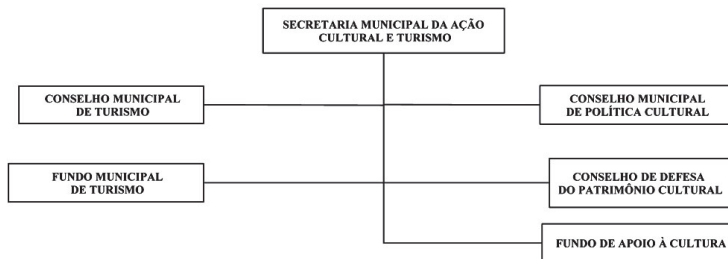 SECRETARIA MUNICIPAL DA AÇÃO
CULTURAL E TURISMO
CONSELHO MUNICIPAL
DE TURISMO
CONSELHO MUNICIPAL
DE POLÍTICA CULTURAL
FUNDO MUNICIPAL
DE TURISMO
CONSELHO DE DEFESA
DO PATRIMÔNIO CULTURAL
FUNDO DE APOIO À CULTURA